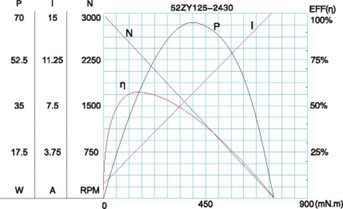 P I N 52ZY125-2430 EFF(η)
70 15 3000 100%
N P I
52.5 11.25 2250 75%
η
35 7.5 1500 50%
17.5 3.75 750 25%
W A RPM
0 450 900 (mN.m)